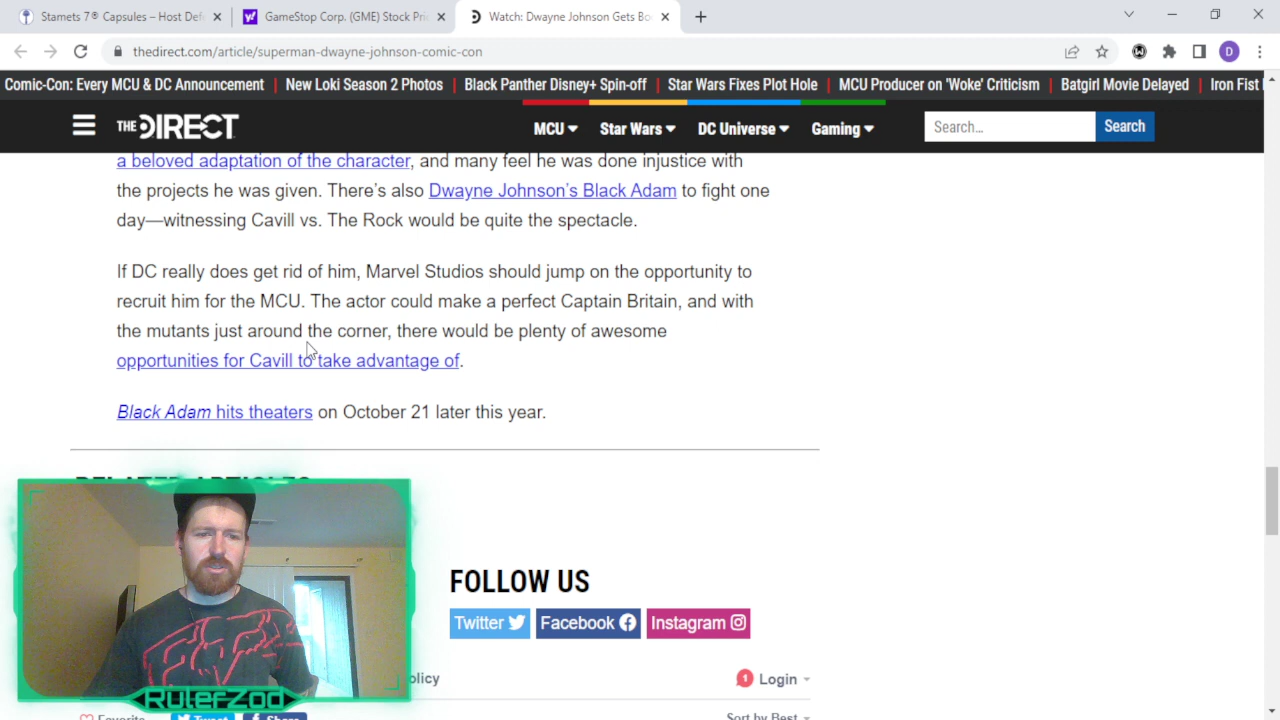 Stamets 7® Capsules – Host Def
GameStop Corp. (GME) Stock Pri
Watch: Dwayne Johnson Gets Bo
thedirect.com/article/superman-dwayne-johnson-comic-con
D
Comic-Con: Every MCU & DC Announcement | New Loki Season 2 Photos | Black Panther Disney+ Spin-off | Star Wars Fixes Plot Hole | MCU Producer on 'Woke' Criticism | Batgirl Movie Delayed | Iron Fist
THE DIRECT
MCU Star Wars DC Universe Gaming
Search...
Search
a beloved adaptation of the character, and many feel he was done injustice with
the projects he was given. There's also Dwayne Johnson's Black Adam to fight one
day—witnessing Cavill vs. The Rock would be quite the spectacle.
If DC really does get rid of him, Marvel Studios should jump on the opportunity to
recruit him for the MCU. The actor could make a perfect Captain Britain, and with
the mutants just around the corner, there would be plenty of awesome
opportunities for Cavill to take advantage of.
Black Adam hits theaters on October 21 later this year.
RELATED ARTICLES
FOLLOW US
Twitter
Facebook
Instagram
olicy
1 Login
RulerZod
Favorite
Tweet
Share
Sort by Best